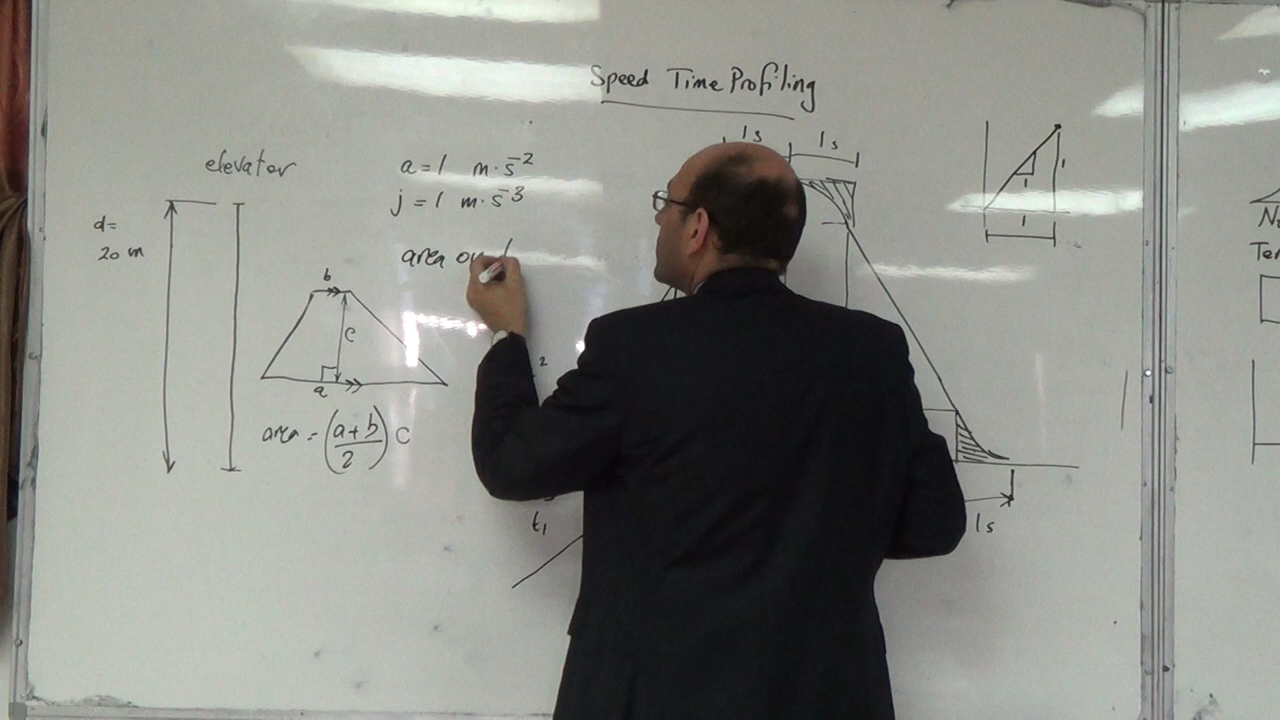 Speed Time Profiling
1s 1s
elevator
a = 1 m·s⁻²
j = 1 m·s⁻³
d=
20 m
area
b
c
a
area = (a+b/2) c
2
t₁
1s
1
1
1